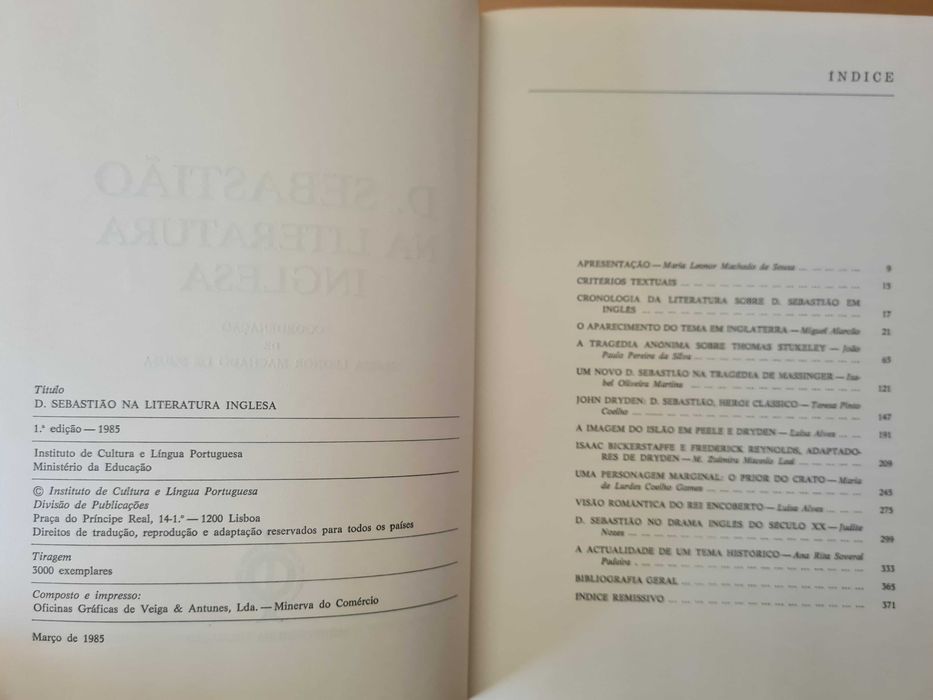 Título
D. SEBASTIÃO NA LITERATURA INGLESA
1.ª edição — 1985
Instituto de Cultura e Língua Portuguesa
Ministério da Educação
© Instituto de Cultura e Língua Portuguesa
Divisão de Publicações
Praça do Príncipe Real, 14-1.º — 1200 Lisboa
Direitos de tradução, reprodução e adaptação reservados para todos os países
Tiragem
3000 exemplares
Composto e impresso:
Oficinas Gráficas de Veiga & Antunes, Lda. — Minerva do Comércio
Março de 1985
ÍNDICE
APRESENTAÇÃO — Maria Leonor Machado de Sousa ... ... ... ... 9
CRITÉRIOS TEXTUAIS ... ... ... ... ... ... ... ... ... ... ... 15
CRONOLOGIA DA LITERATURA SOBRE D. SEBASTIÃO EM
INGLÊS ... ... ... ... ... ... ... ... ... ... ... ... ... 17
O APARECIMENTO DO TEMA EM INGLATERRA — Miguel Alarcão 21
A TRAGÉDIA ANÓNIMA SOBRE THOMAS STUKELEY — João
Paulo Pereira da Silva ... ... ... ... ... ... ... ... ... ... 65
UM NOVO D. SEBASTIÃO NA TRAGÉDIA DE MASSINGER — Isa-
bel Oliveira Martins ... ... ... ... ... ... ... ... ... ... 121
JOHN DRYDEN: D. SEBASTIÃO, HERÓI CLÁSSICO — Teresa Pinto
Coelho ... ... ... ... ... ... ... ... ... ... ... ... ... 147
A IMAGEM DO ISLÃO EM PEELE E DRYDEN — Luísa Alves ... ... 191
ISAAC BICKERSTAFFE E FREDERICK REYNOLDS, ADAPTADO-
RES DE DRYDEN — M. Zulmira Leal ... ... ... ... ... 209
UMA PERSONAGEM MARGINAL: O PRIOR DO CRATO — Maria
de Lurdes Coelho Gomes ... ... ... ... ... ... ... ... ... 245
VISÃO ROMÂNTICA DO REI ENCOBERTO — Luísa Alves ... ... ... 275
D. SEBASTIÃO NO DRAMA INGLÊS DO SÉCULO XX — Judite
Nozes ... ... ... ... ... ... ... ... ... ... ... ... ... 299
A ACTUALIDADE DE UM TEMA HISTÓRICO — Ana Rita Soveral
Padeira . ... ... ... ... ... ... ... ... ... ... ... ... 333
BIBLIOGRAFIA GERAL ... ... ... ... ... ... ... ... ... ... ... 365
ÍNDICE REMISSIVO ... ... ... ... ... ... ... ... ... ... ... 371